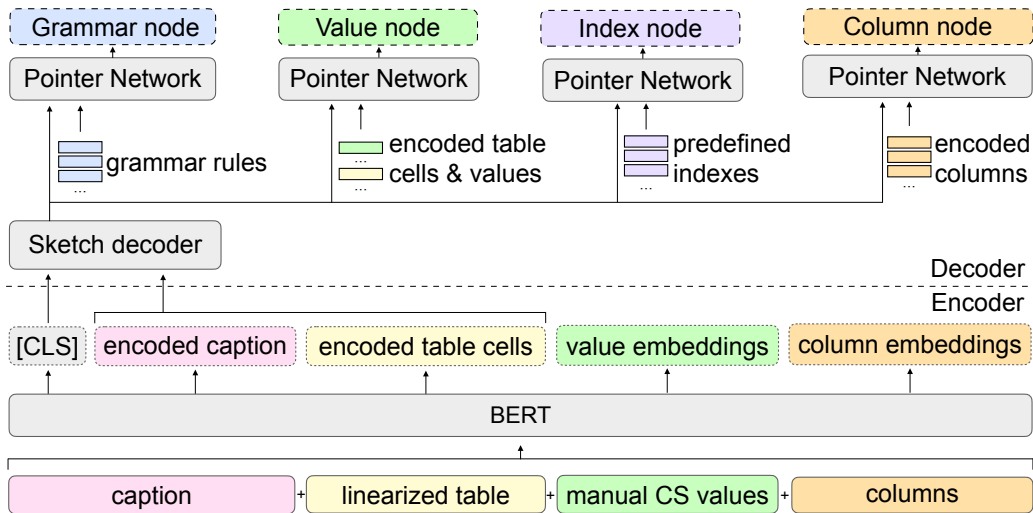 Grammar node Value node Index node Column node
Pointer Network Pointer Network Pointer Network Pointer Network
grammar rules
...
encoded table
...
cells & values
...
predefined
indexes
...
encoded
columns
...
Sketch decoder
Decoder
Encoder
[CLS] encoded caption encoded table cells value embeddings column embeddings
BERT
caption + linearized table + manual CS values + columns